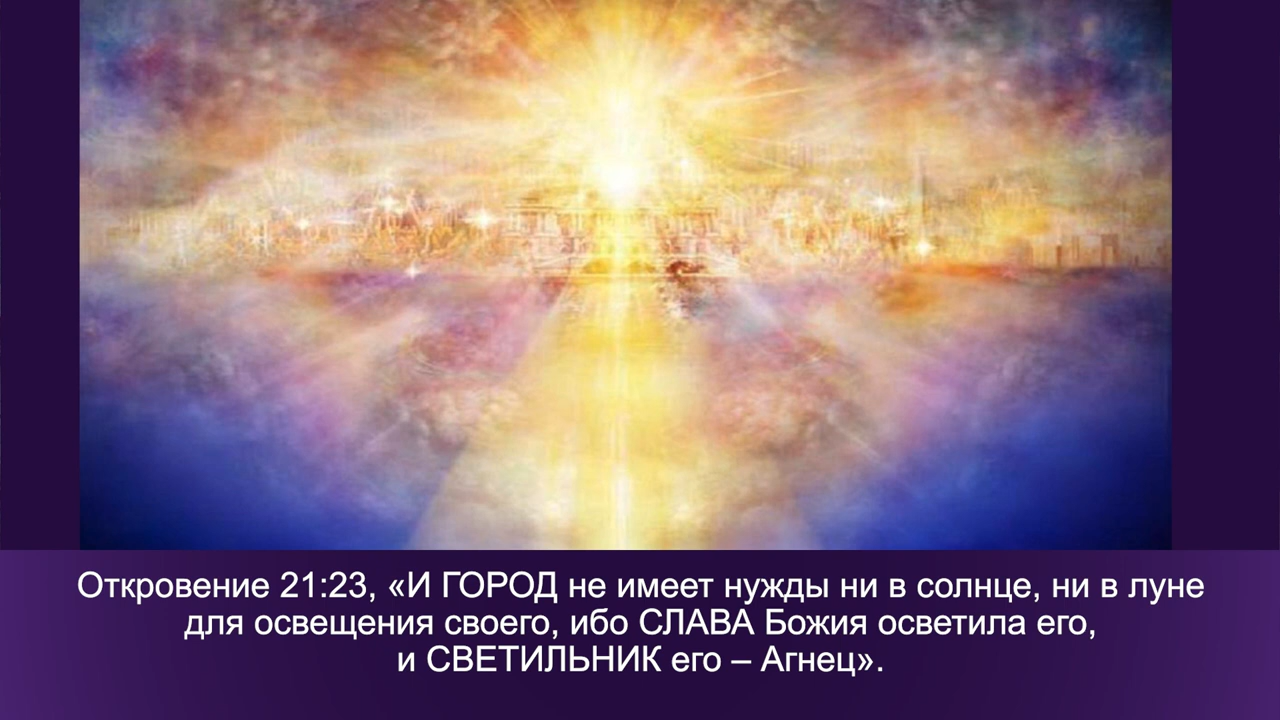 Откровение 21:23, «И ГОРОД не имеет нужды ни в солнце, ни в луне
для освещения своего, ибо СЛАВА Божия осветила его,
и СВЕТИЛЬНИК его – Агнец».